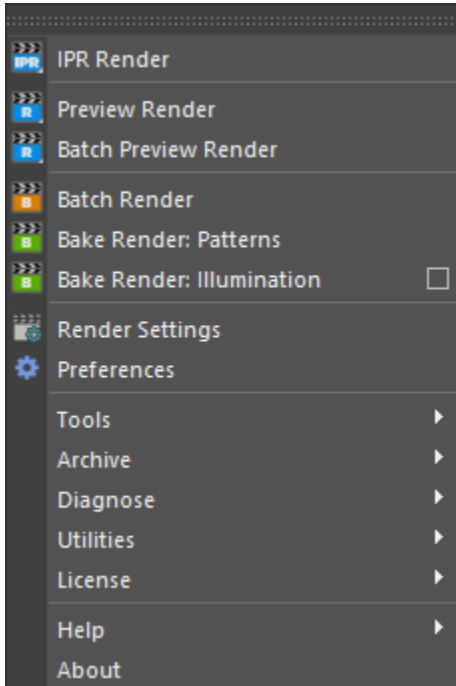 IPR IPR Render
R Preview Render
R Batch Preview Render
B Batch Render
B Bake Render: Patterns
B Bake Render: Illumination
Render Settings
Preferences
Tools
Archive
Diagnose
Utilities
License
Help
About